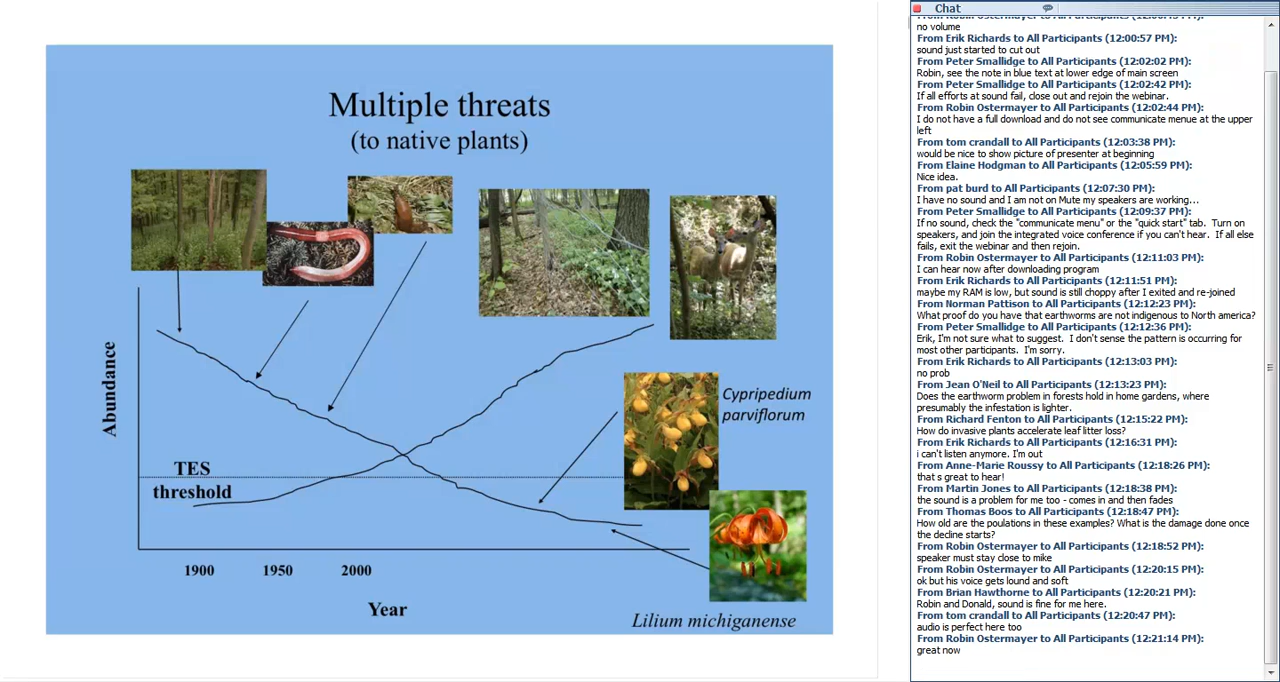 Multiple threats
(to native plants)
Abundance
TES
threshold
1900
1950
2000
Year
Cypripedium
parviflorum
Lilium michiganense
Chat
From Robin Ostermayer to All Participants
no volume
From Erik Richards to All Participants (12:00:57 PM):
sound just started to cut out
From Peter Smallidge to All Participants (12:02:02 PM):
Robin, see the note in blue text at lower edge of main screen
From Peter Smallidge to All Participants (12:02:42 PM):
If all efforts at sound fail, close out and rejoin the webinar.
From Robin Ostermayer to All Participants (12:02:44 PM):
I do not have a full download and do not see communicate menue at the upper
left
From tom crandall to All Participants (12:03:38 PM):
would be nice to show picture of presenter at beginning
From Elaine Hodgman to All Participants (12:05:59 PM):
Nice idea.
From pat burd to All Participants (12:07:30 PM):
I have no sound and I am not on Mute my speakers are working...
From Peter Smallidge to All Participants (12:09:37 PM):
If no sound, check the "communicate menu" or the "quick start" tab. Turn on
speakers, and join the integrated voice conference if you can't hear. If all else
fails, exit the webinar and then rejoin.
From Robin Ostermayer to All Participants (12:11:03 PM):
I can hear now after downloading program
From Erik Richards to All Participants (12:11:51 PM):
maybe my RAM is low, but sound is still choppy after I exited and re-joined
From Norman Pattison to All Participants (12:12:23 PM):
What proof do you have that earthworms are not indigenous to North america?
From Peter Smallidge to All Participants (12:12:36 PM):
Erik, I'm not sure what to suggest. I don't sense the pattern is occurring for
most other participants. I'm sorry.
From Erik Richards to All Participants (12:13:03 PM):
no prob
From Jean O'Neil to All Participants (12:13:23 PM):
Does the earthworm problem in forests hold in home gardens, where
presumably the infestation is lighter.
From Richard Fenton to All Participants (12:15:22 PM):
How do invasive plants accelerate leaf litter loss?
From Erik Richards to All Participants (12:16:31 PM):
i can't listen anymore. I'm out
From Anne-Marie Roussy to All Participants (12:18:26 PM):
that s great to hear!
From Martin Jones to All Participants (12:18:38 PM):
the sound is a problem for me too - comes in and then fades
From Thomas Boos to All Participants (12:18:47 PM):
How old are the poulations in these examples? What is the damage done once
the decline starts?
From Robin Ostermayer to All Participants (12:18:52 PM):
speaker must stay close to mike
From Robin Ostermayer to All Participants (12:20:15 PM):
ok but his voice gets lound and soft
From Brian Hawthorne to All Participants (12:20:21 PM):
Robin and Donald, sound is fine for me here.
From tom crandall to All Participants (12:20:47 PM):
audio is perfect here too
From Robin Ostermayer to All Participants (12:21:14 PM):
great now